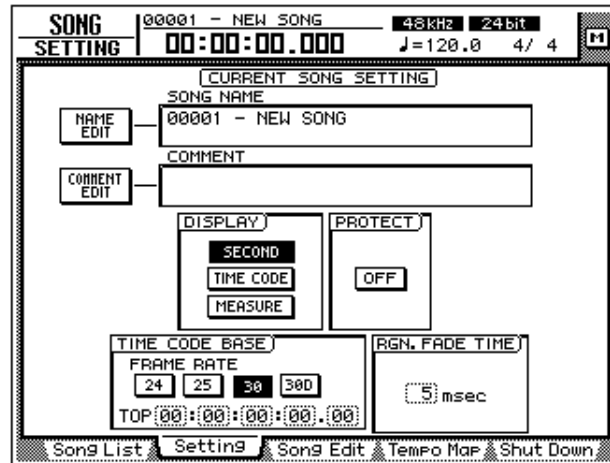 SONG
SETTING
00001 - NEW SONG
00:00:00.000
48kHz 24bit
♩=120.0 4/ 4
M
CURRENT SONG SETTING
SONG NAME
NAME EDIT
00001 - NEW SONG
COMMENT
COMMENT EDIT
DISPLAY
SECOND
TIME CODE
MEASURE
PROTECT
OFF
TIME CODE BASE
FRAME RATE
24 25 30 30D
TOP 00:00:00:00.00
RGN. FADE TIME
5 msec
Song List Setting Song Edit Tempo Map Shut Down